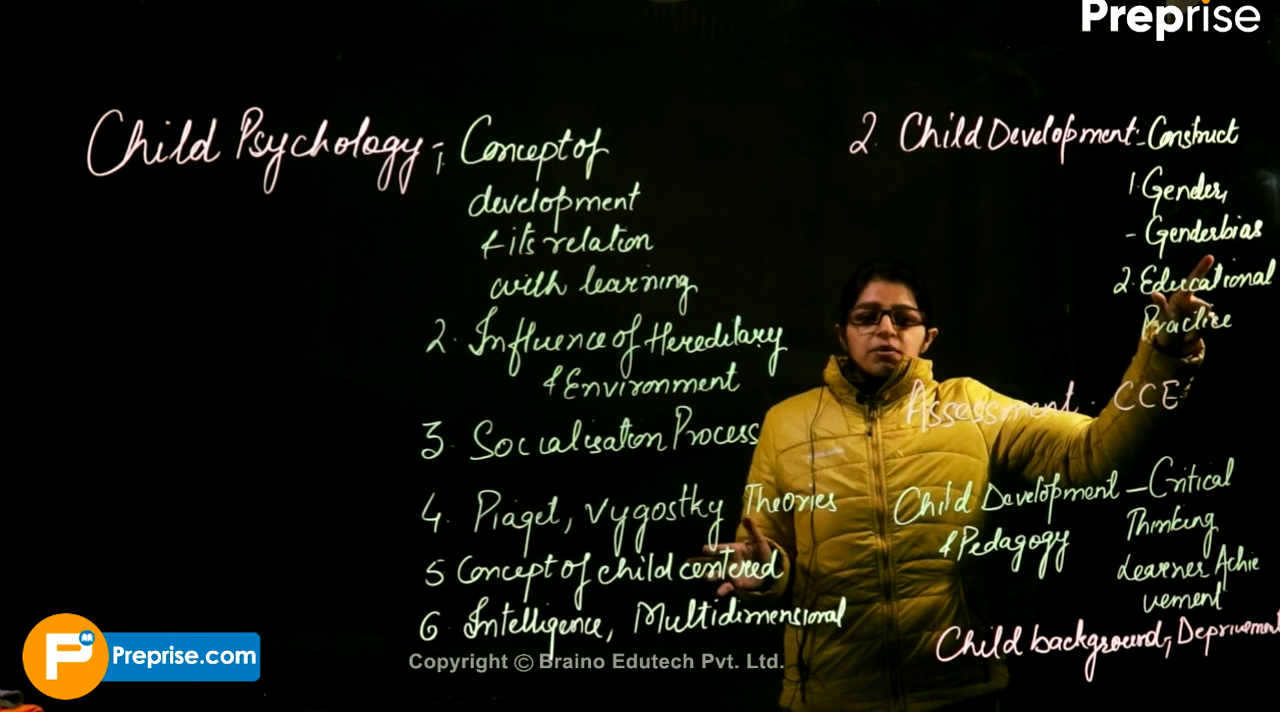 Preprise
Child Psychology - 1. Concept of
development
& its relation
with learning
2. Influence of Hereditary
& Environment
3. Socialisation Process
4. Piaget, Vygostky Theories
5 Concept of child centered
6 Intelligence, Multidimensional
2. Child Development - Construct
1. Gender,
- Gender bias
2. Educational
Practice
Assessment - CCE
Child Development - Critical
& Pedagogy Thinking
Learner Achie
vement
Child background, Deprivement
Preprise.com
Copyright © Braino Edutech Pvt. Ltd.